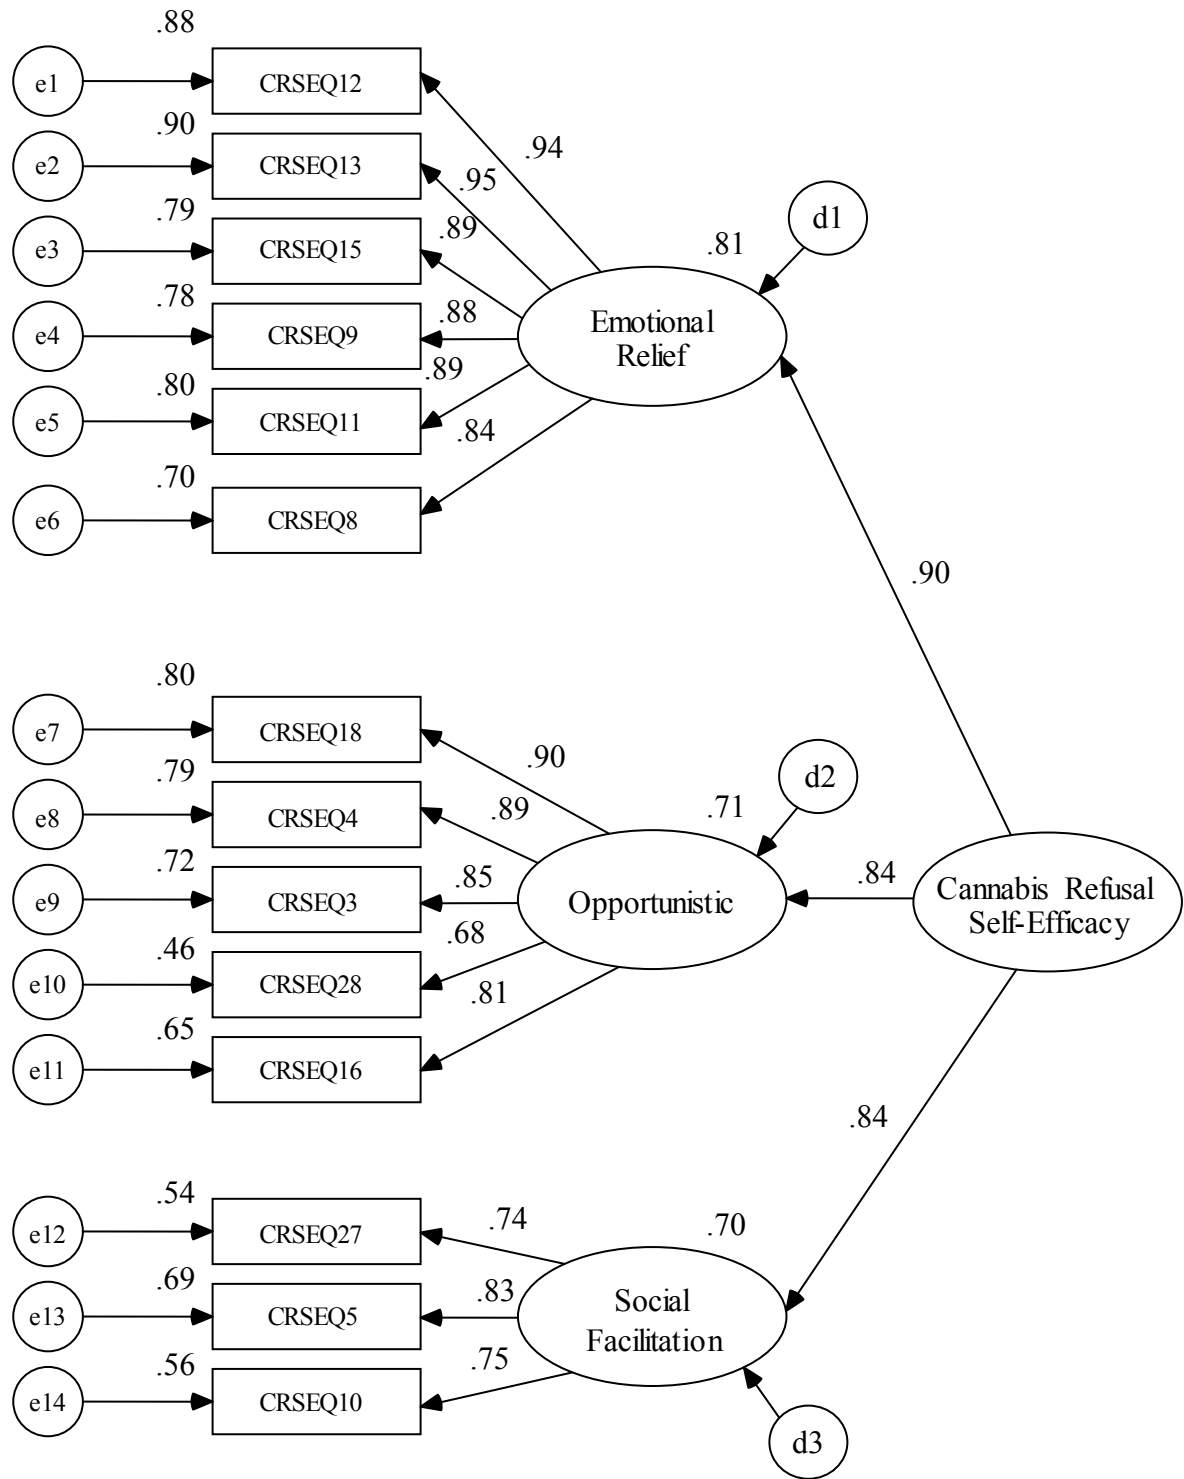 .88
e1
CRSEQ12
.94
.90
e2
CRSEQ13
.95
.79
e3
CRSEQ15
.89
.81
d1
.78
e4
CRSEQ9
.88
Emotional
Relief
.80
e5
CRSEQ11
.89
.70
e6
CRSEQ8
.84
.90
.80
e7
CRSEQ18
.90
.79
e8
CRSEQ4
.89
.71
d2
.72
e9
CRSEQ3
.85
Opportunistic
.84
Cannabis Refusal
Self-Efficacy
.46
e10
CRSEQ28
.68
.65
e11
CRSEQ16
.81
.84
.54
e12
CRSEQ27
.74
.70
.69
e13
CRSEQ5
.83
Social
Facilitation
.56
e14
CRSEQ10
.75
d3